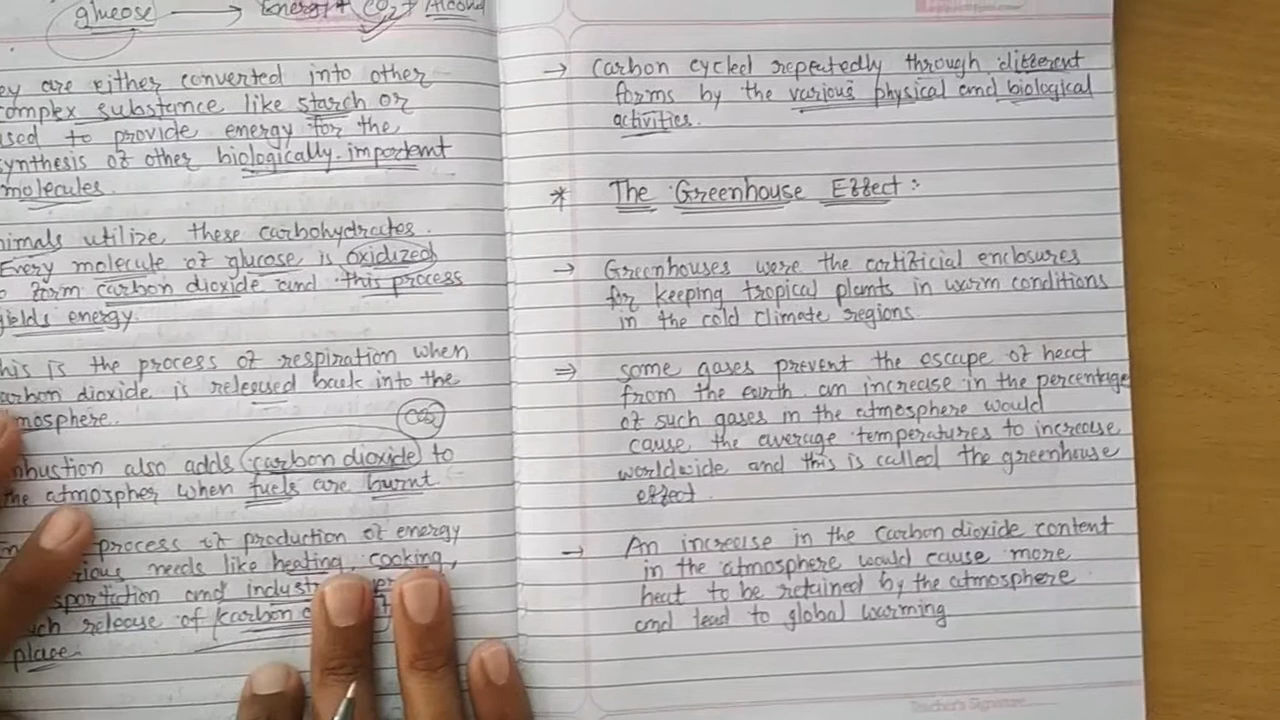 glucose → Energy + CO2 + Alcohol
ey are either converted into other
omplex substance like starch or
sed to provide energy for the
ynthesis of other biologically important
molecules.
nimals utilize these carbohydrates.
Every molecule of glucose is oxidized
o form carbon dioxide and this process
yields energy.
his is the process of respiration when
arbon dioxide is released back into the
mosphere.
CO2
mbustion also adds carbon dioxide to
the atmospher when fuels are burnt
process of production of energy
rious needs like heating, cooking,
sportation and indust
uch release of karbon d
place
→ Carbon cycled repeatedly through different
forms by the various physical and biological
activities.
* The Greenhouse Effect :
→ Greenhouses were the artificial enclosures
for keeping tropical plants in warm conditions
in the cold climate regions.
⇒ some gases prevent the escape of heat
from the earth. an increase in the percentage
of such gases in the atmosphere would
cause the average temperatures to increase
worldwide and this is called the greenhouse
effect.
→ An increase in the Carbon dioxide content
in the atmosphere would cause more
heat to be retained by the atmosphere
and lead to global warming
Teacher's Signature